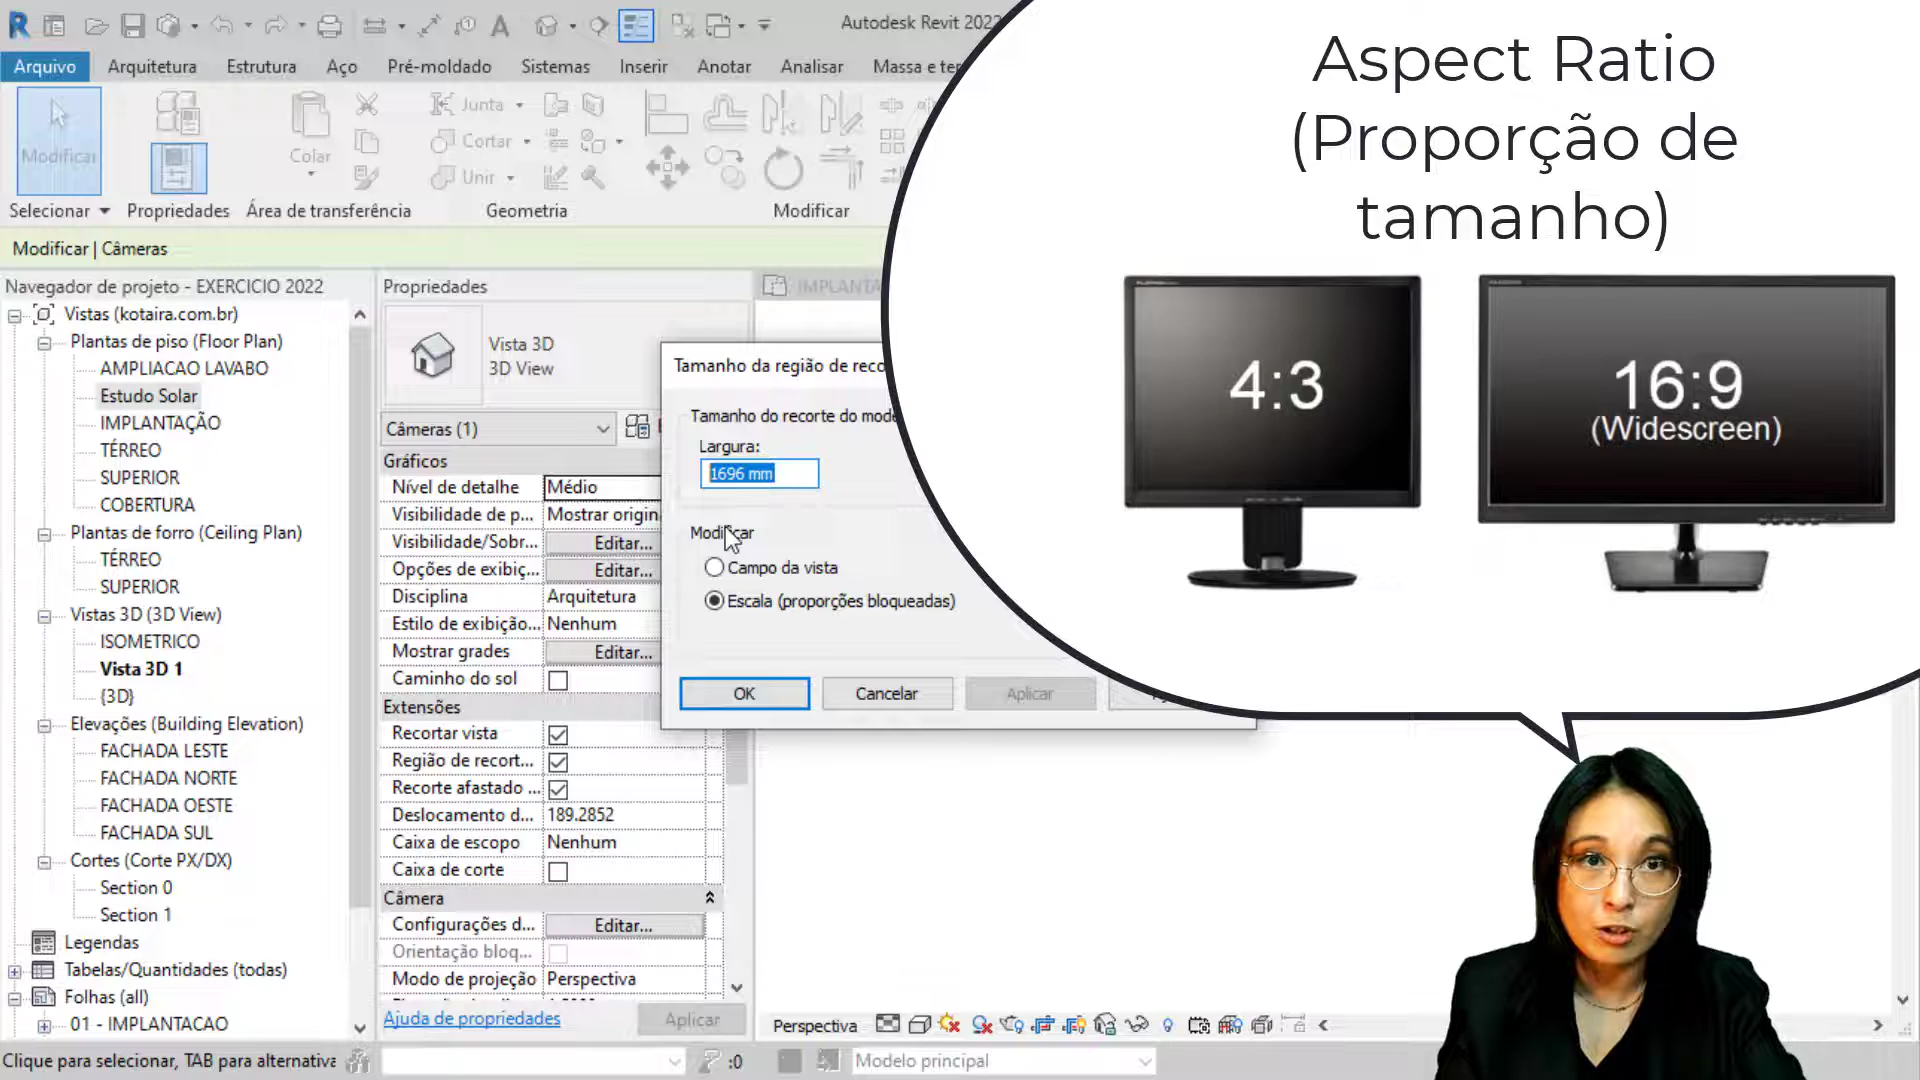 Autodesk Revit 2022
Arquivo
Arquitetura
Estrutura
Aço
Pré-moldado
Sistemas
Inserir
Anotar
Analisar
Massa e te
Modificar
Colar
Junta
Cortar
Unir
Selecionar
Propriedades
Área de transferência
Geometria
Modificar
Modificar | Câmeras
Navegador de projeto - EXERCICIO 2022
Vistas (kotaira.com.br)
Plantas de piso (Floor Plan)
AMPLIACAO LAVABO
Estudo Solar
IMPLANTAÇÃO
TÉRREO
SUPERIOR
COBERTURA
Plantas de forro (Ceiling Plan)
TÉRREO
SUPERIOR
Vistas 3D (3D View)
ISOMETRICO
Vista 3D 1
{3D}
Elevações (Building Elevation)
FACHADA LESTE
FACHADA NORTE
FACHADA OESTE
FACHADA SUL
Cortes (Corte PX/DX)
Section 0
Section 1
Legendas
Tabelas/Quantidades (todas)
Folhas (all)
01 - IMPLANTACAO
Propriedades
Vista 3D
3D View
Câmeras (1)
Gráficos
Nível de detalhe Médio
Visibilidade de p... Mostrar origin
Visibilidade/Sobr... Editar...
Opções de exibiç... Editar...
Disciplina Arquitetura
Estilo de exibição... Nenhum
Mostrar grades Editar...
Caminho do sol
Extensões
Recortar vista
Região de recort...
Recorte afastado ...
Deslocamento d... 189.2852
Caixa de escopo Nenhum
Caixa de corte
Câmera
Configurações d... Editar...
Orientação bloq...
Modo de projeção Perspectiva
Ajuda de propriedades
Aplicar
IMPLANTA
Tamanho da região de reco
Tamanho do recorte do mode
Largura:
1696 mm
Modificar
Campo da vista
Escala (proporções bloqueadas)
OK
Cancelar
Aplicar
Aspect Ratio
(Proporção de
tamanho)
4:3
16:9
(Widescreen)
Perspectiva
Clique para selecionar, TAB para alternativa
:0
Modelo principal